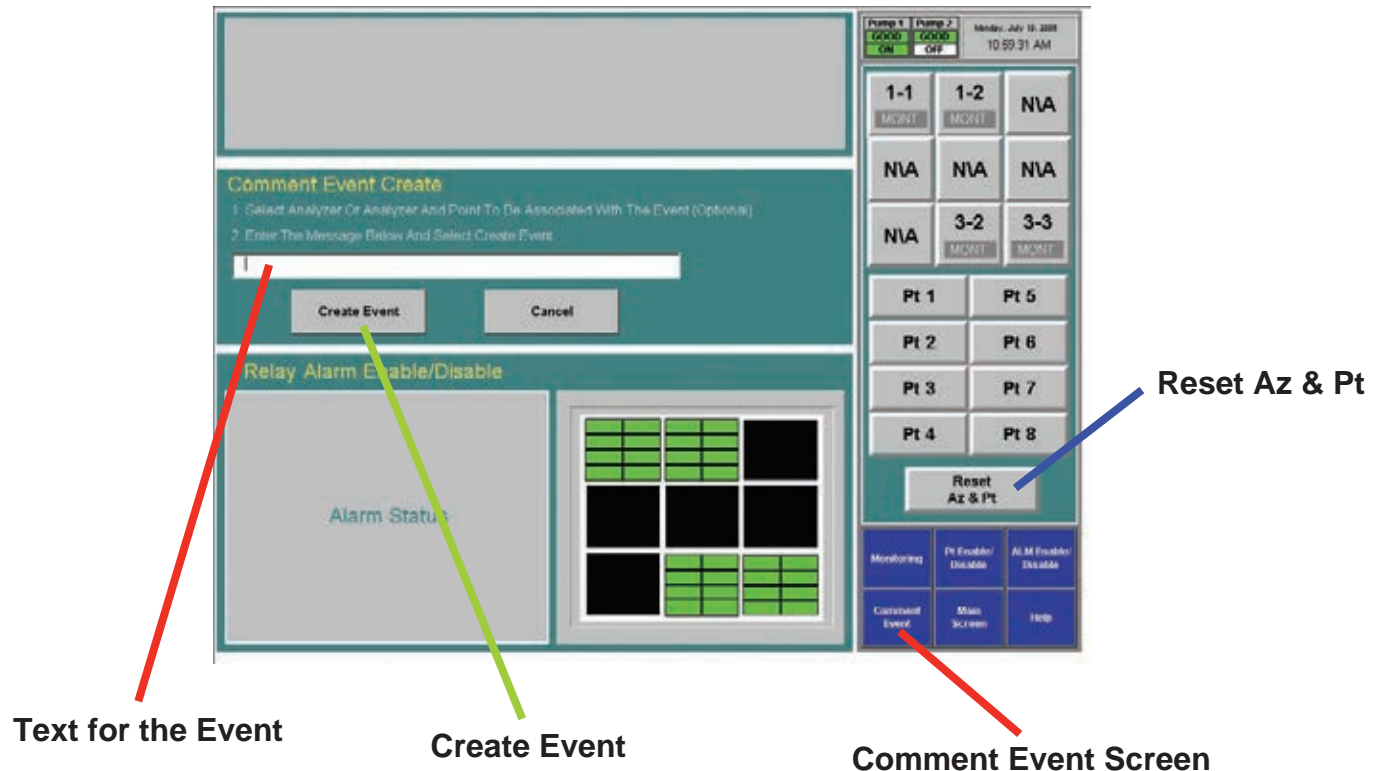 Pump 1 Pump 2
GOOD GOOD
ON OFF
Monday, July 2009
10:59:31 AM
1-1 1-2 N\A
MONT MONT
N\A N\A N\A
N\A 3-2 3-3
MONT MONT
Comment Event Create
1. Select Analyzer Or Analyzer And Point To Be Associated With The Event (Optional)
2. Enter The Message Below And Select Create Event
Create Event Cancel
Relay Alarm Enable/Disable
Alarm Status
Pt 1 Pt 5
Pt 2 Pt 6
Pt 3 Pt 7
Pt 4 Pt 8
Reset
Az & Pt
Monitoring
Pt Enable/
Disable
ALM Enable/
Disable
Comment
Event
Main
Screen
Help
Reset Az & Pt
Text for the Event
Create Event
Comment Event Screen